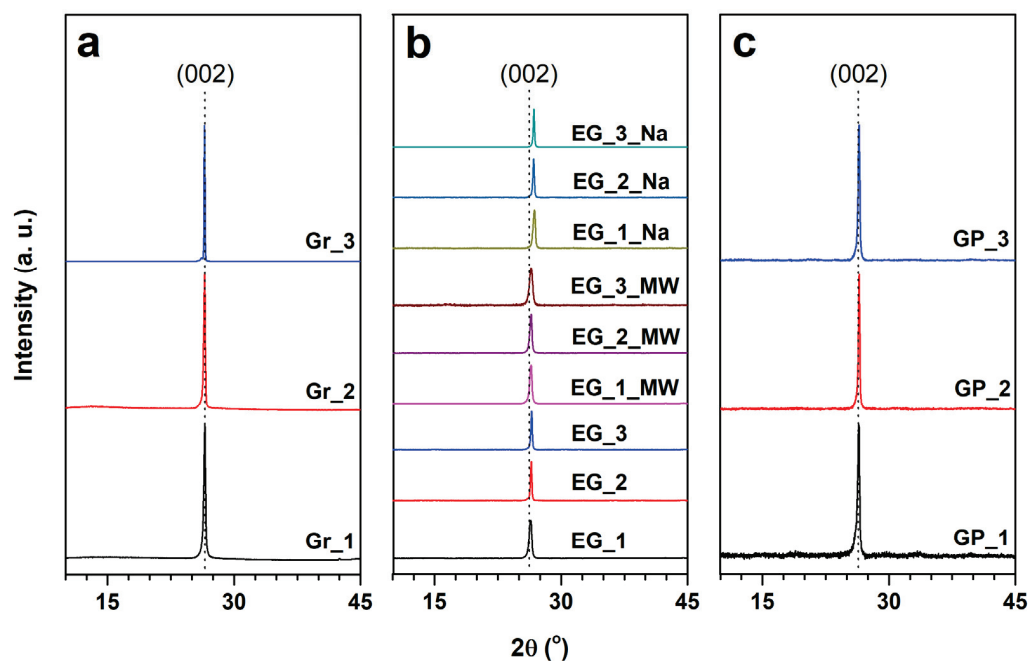 Intensity (a. u.)
a
(002)
Gr_3
Gr_2
Gr_1
15
30
45
b
(002)
EG_3_Na
EG_2_Na
EG_1_Na
EG_3_MW
EG_2_MW
EG_1_MW
EG_3
EG_2
EG_1
15
30
45
c
(002)
GP_3
GP_2
GP_1
15
30
45
2θ (°)